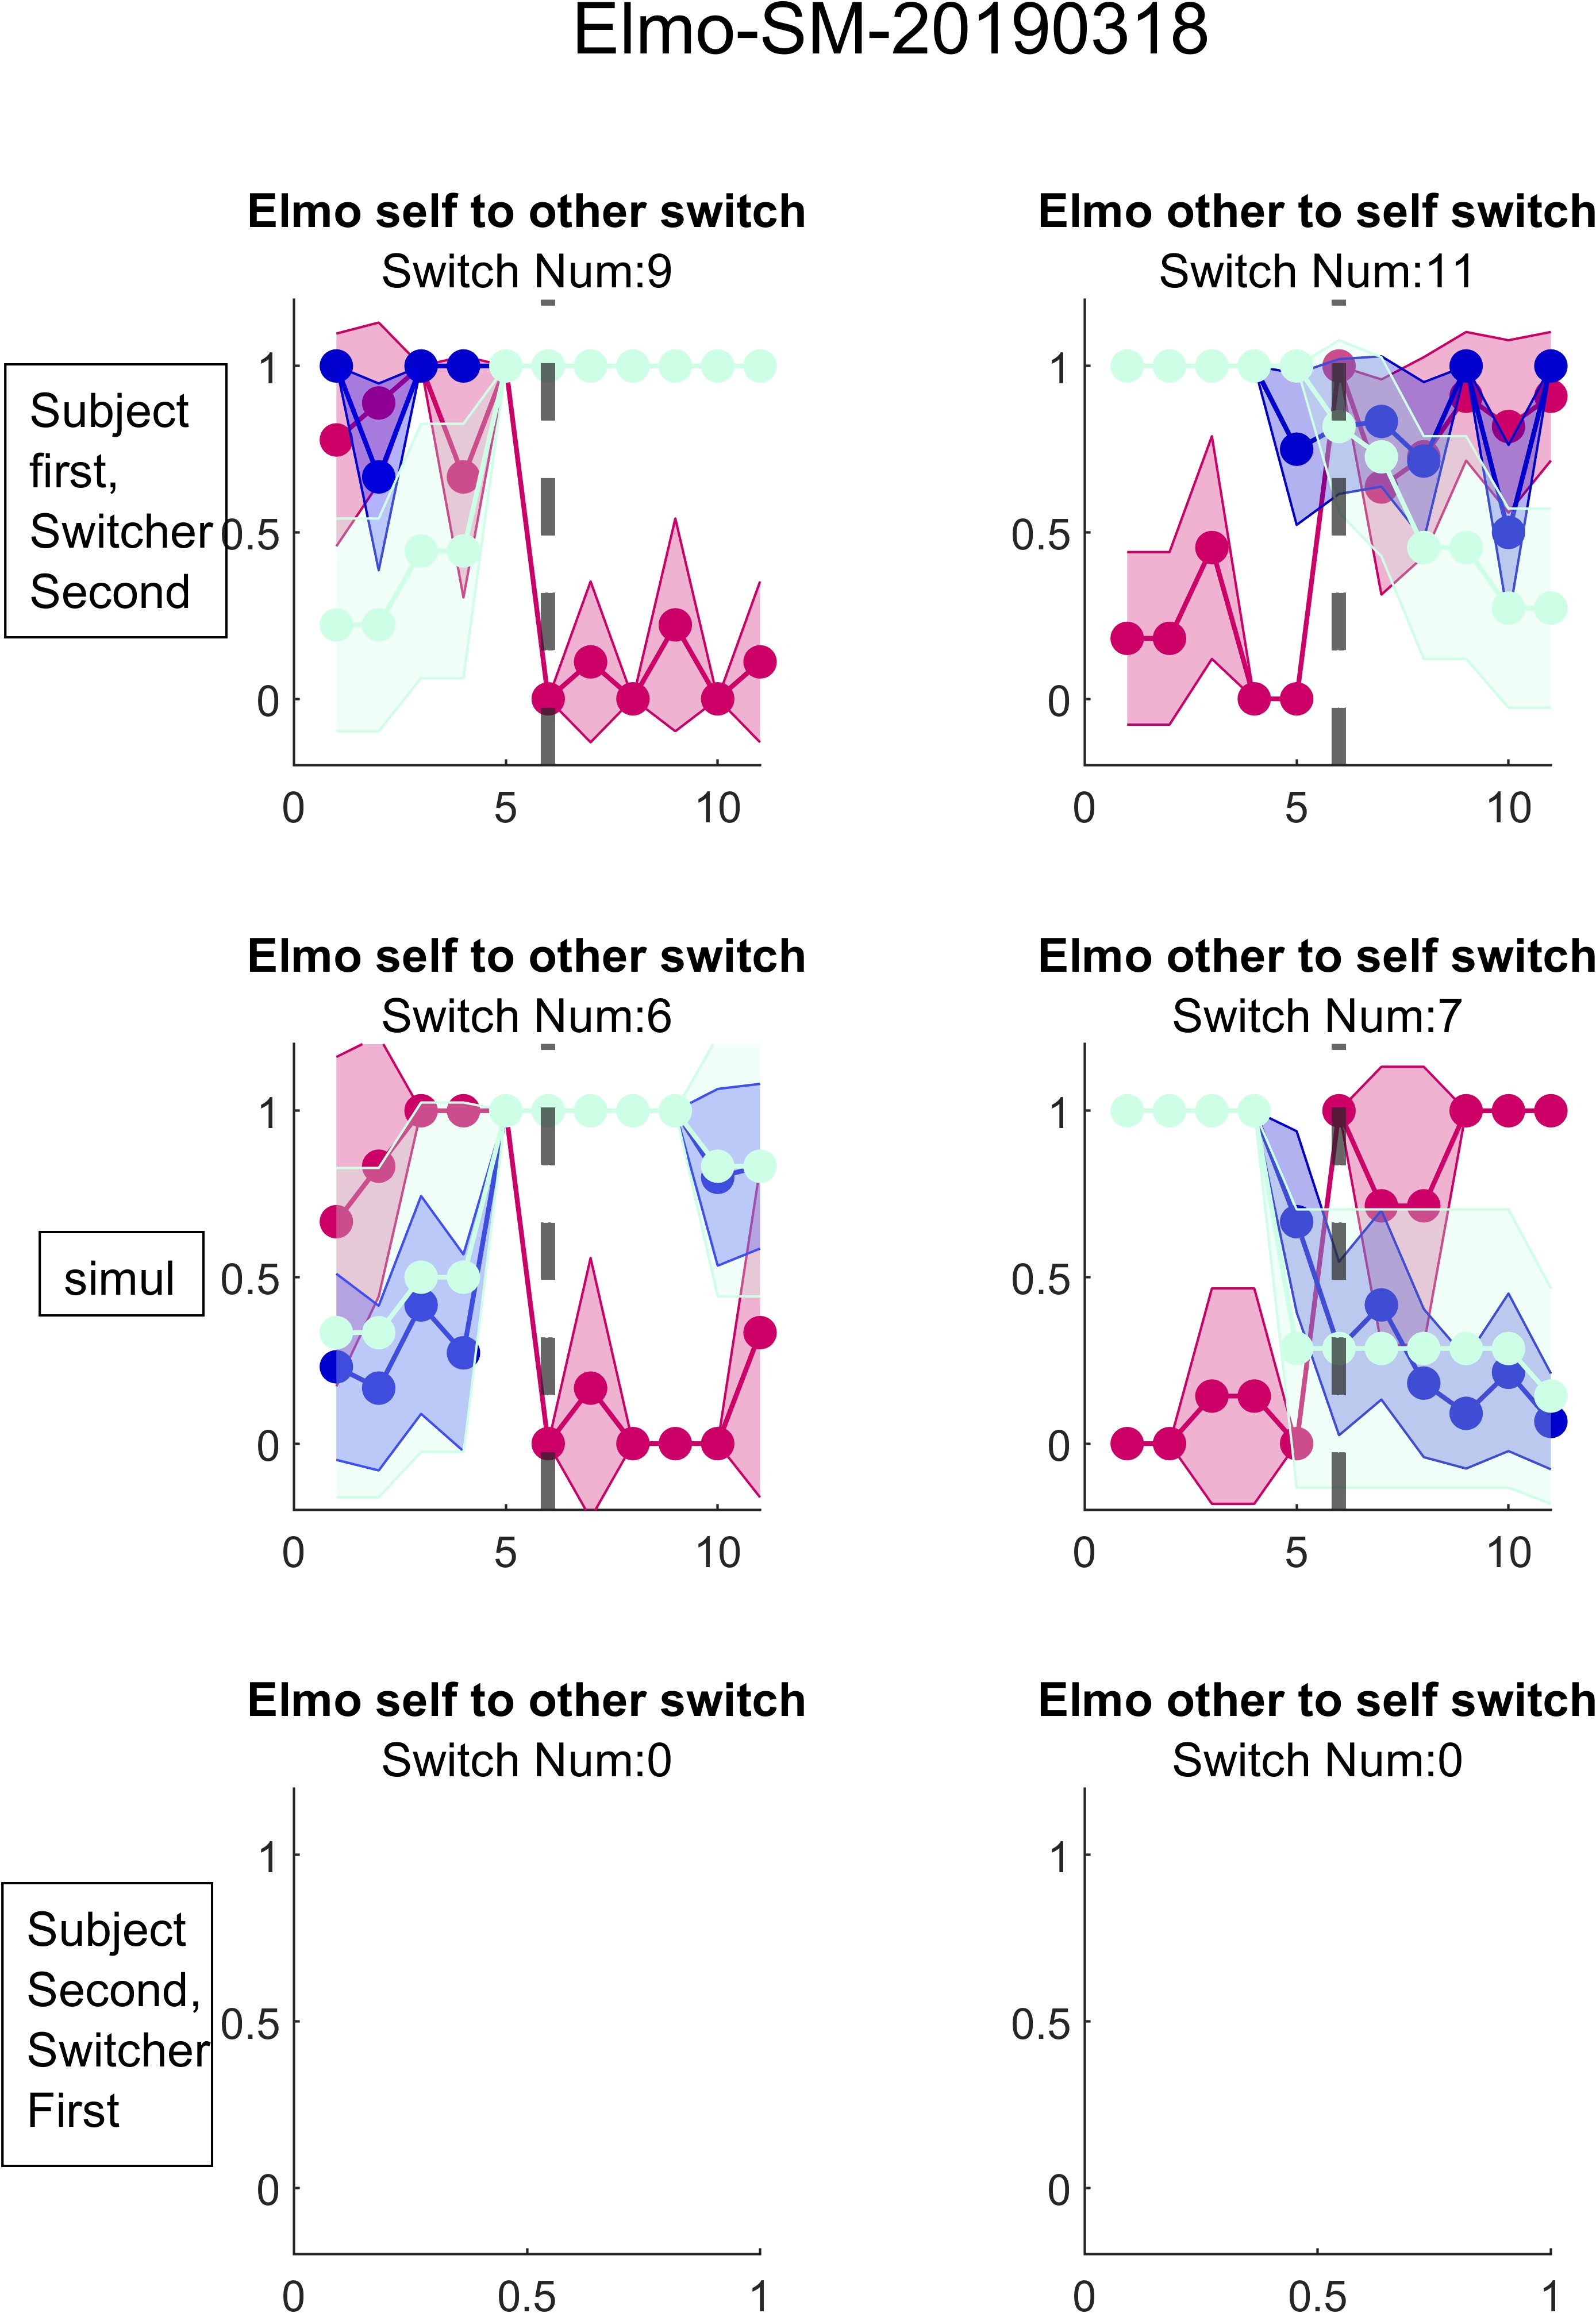 Elmo-SM-20190318
Elmo self to other switch
Switch Num:9
Elmo other to self switch
Switch Num:11
Subject
first,
Switcher
Second
1
0.5
0
0
5
10
1
0.5
0
0
5
10
Elmo self to other switch
Switch Num:6
Elmo other to self switch
Switch Num:7
simul
1
0.5
0
0
5
10
1
0.5
0
0
5
10
Elmo self to other switch
Switch Num:0
Elmo other to self switch
Switch Num:0
Subject
Second,
Switcher
First
1
0.5
0
0
0.5
1
1
0.5
0
0
0.5
1